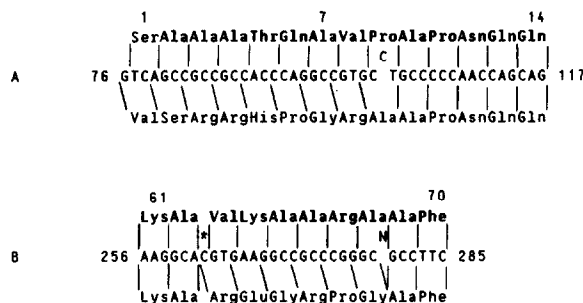 1 7 14
SerAlaAlaAlaThrGlnAlaValProAlaProAsnGlnGln
C
A 76 GTCAGCCGCCGCCACCCAGGCCGTGC TGCCCCCAACCAGCAG 117
ValSerArgArgHisProGlyArgAlaAlaProAsnGlnGln
61 70
LysAla ValLysAlaAlaArgAlaAlaPhe
* N
B 256 AAGGCACGTGAAGGCCGCCCGGGC GCCTTC 285
LysAla ArgGluGlyArgProGlyAlaPhe